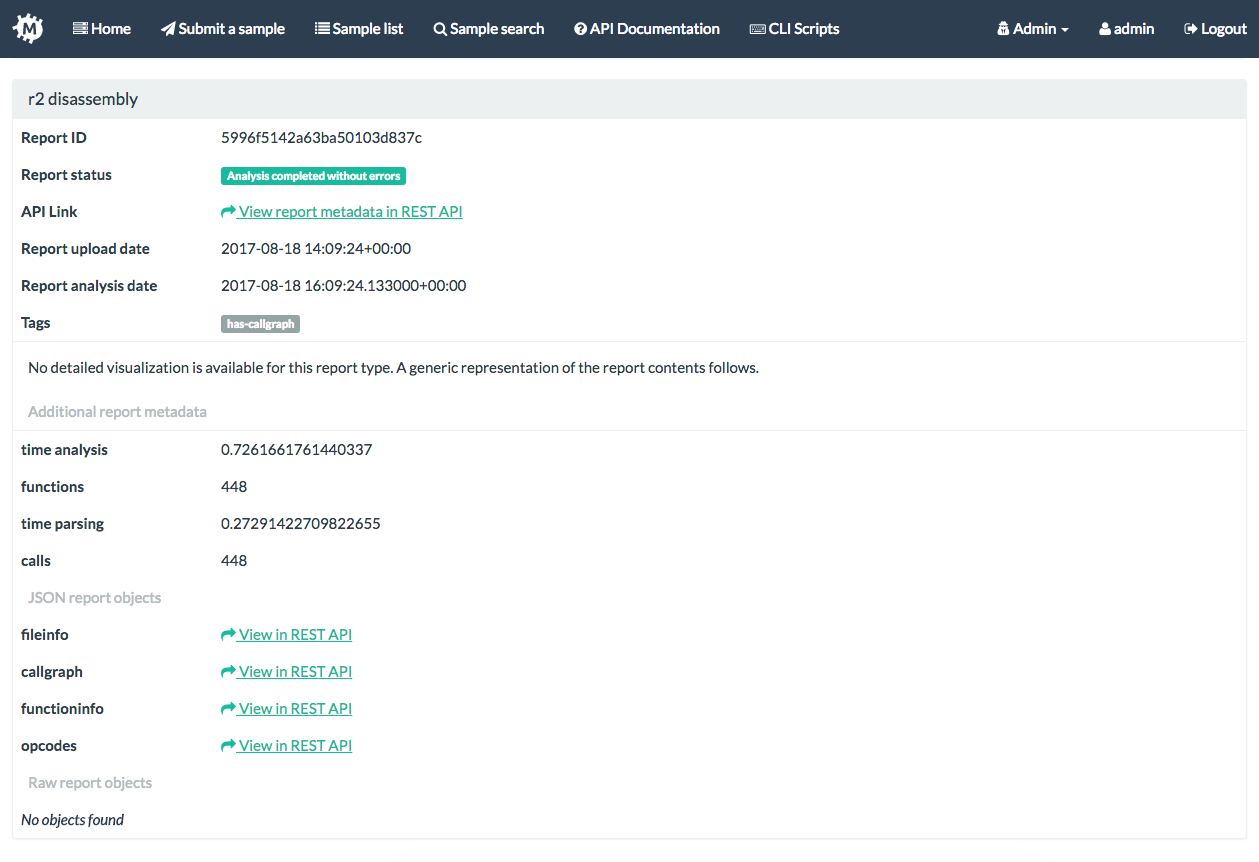 M Home Submit a sample Sample list Sample search API Documentation CLI Scripts Admin admin Logout
r2 disassembly
Report ID 5996f5142a63ba50103d837c
Report status Analysis completed without errors
API Link View report metadata in REST API
Report upload date 2017-08-18 14:09:24+00:00
Report analysis date 2017-08-18 16:09:24.133000+00:00
Tags has-callgraph
No detailed visualization is available for this report type. A generic representation of the report contents follows.
Additional report metadata
time analysis 0.7261661761440337
functions 448
time parsing 0.27291422709822655
calls 448
JSON report objects
fileinfo View in REST API
callgraph View in REST API
functioninfo View in REST API
opcodes View in REST API
Raw report objects
No objects found